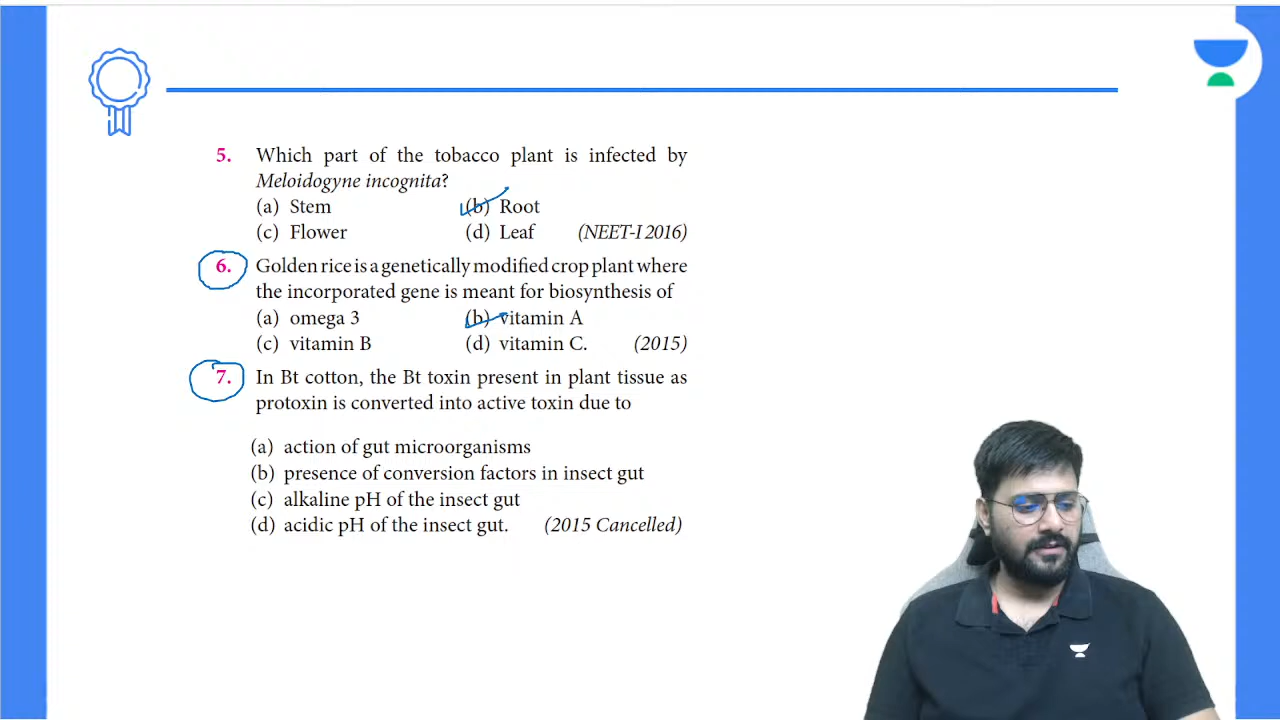 5. Which part of the tobacco plant is infected by
Meloidogyne incognita?
(a) Stem (b) Root
(c) Flower (d) Leaf (NEET-I 2016)
6. Golden rice is a genetically modified crop plant where
the incorporated gene is meant for biosynthesis of
(a) omega 3 (b) vitamin A
(c) vitamin B (d) vitamin C. (2015)
7. In Bt cotton, the Bt toxin present in plant tissue as
protoxin is converted into active toxin due to
(a) action of gut microorganisms
(b) presence of conversion factors in insect gut
(c) alkaline pH of the insect gut
(d) acidic pH of the insect gut. (2015 Cancelled)